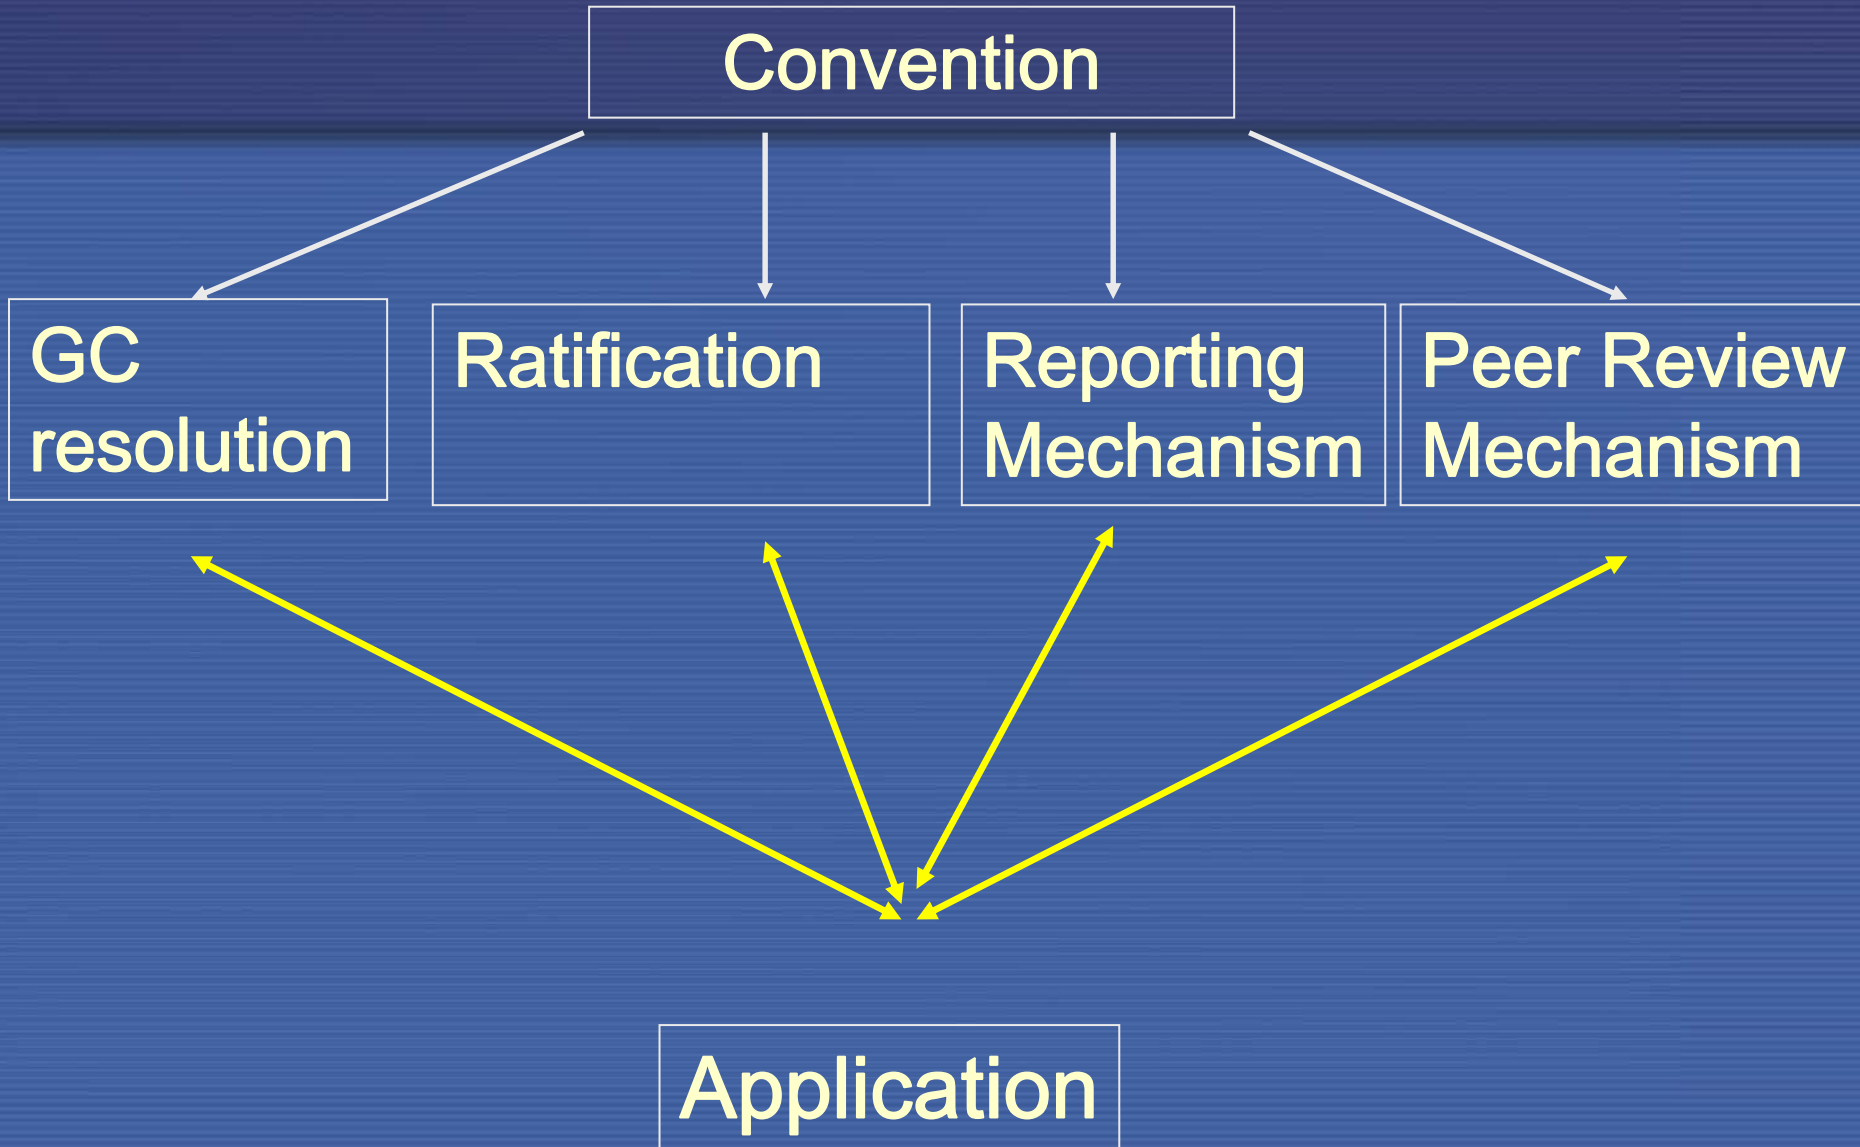 Convention
GC
resolution
Ratification
Reporting
Mechanism
Peer Review
Mechanism
Application